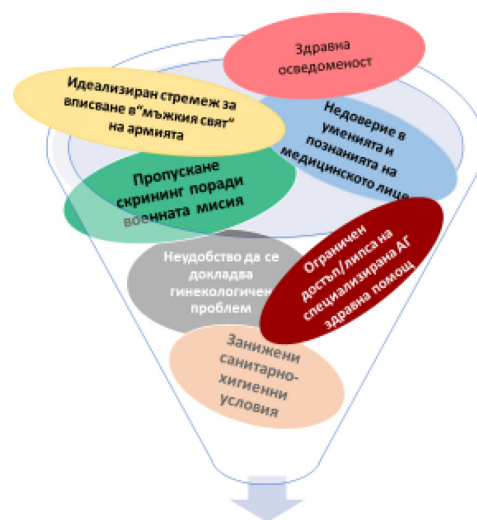 Здравна
осведоменост
Идеализиран стремеж за
вписване в"мъжкия свят"
на армията
Недоверие в
уменията и
познанията на
медицинското лице
Пропускане
скрининг поради
военната мисия
Ограничен
достъп/липса на
специализирана АГ
здравна помощ
Неудобство да се
докладва
гинекологичен
проблем
Занижени
санитарно-
хигиенни
условия